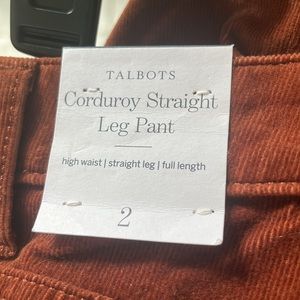 TALBOTS
Corduroy Straight
Leg Pant
high waist | straight leg | full length
2